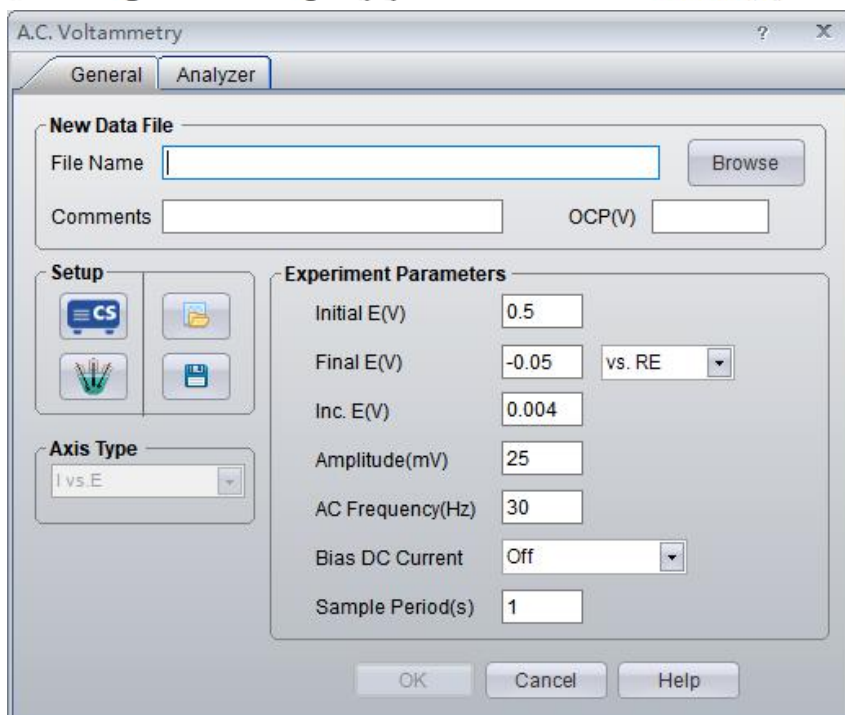 A.C. Voltammetry ? X
General Analyzer
New Data File
File Name Browse
Comments OCP(V)
Setup
CS
Axis Type
I vs.E
Experiment Parameters
Initial E(V) 0.5
Final E(V) -0.05 vs. RE
Inc. E(V) 0.004
Amplitude(mV) 25
AC Frequency(Hz) 30
Bias DC Current Off
Sample Period(s) 1
OK Cancel Help